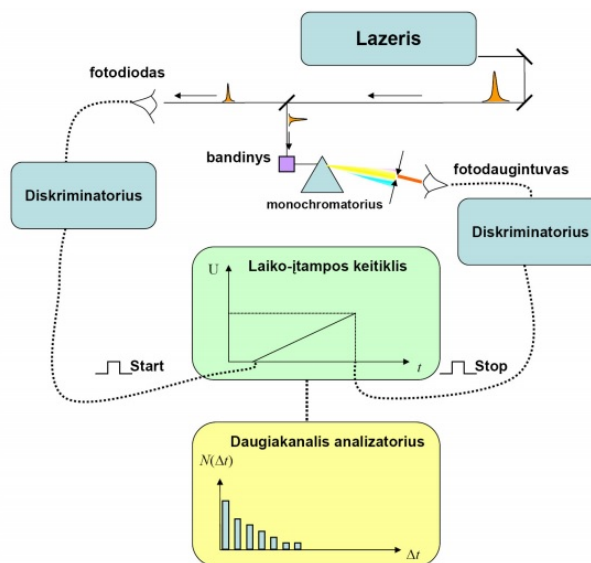 Lazeris
fotodiodas
bandinys
fotodaugintuvas
monochromatorius
Diskriminatorius
Diskriminatorius
Laiko-įtampos keitiklis
U
t
Start
Stop
Daugiakanalis analizatorius
N(Δt)
Δt